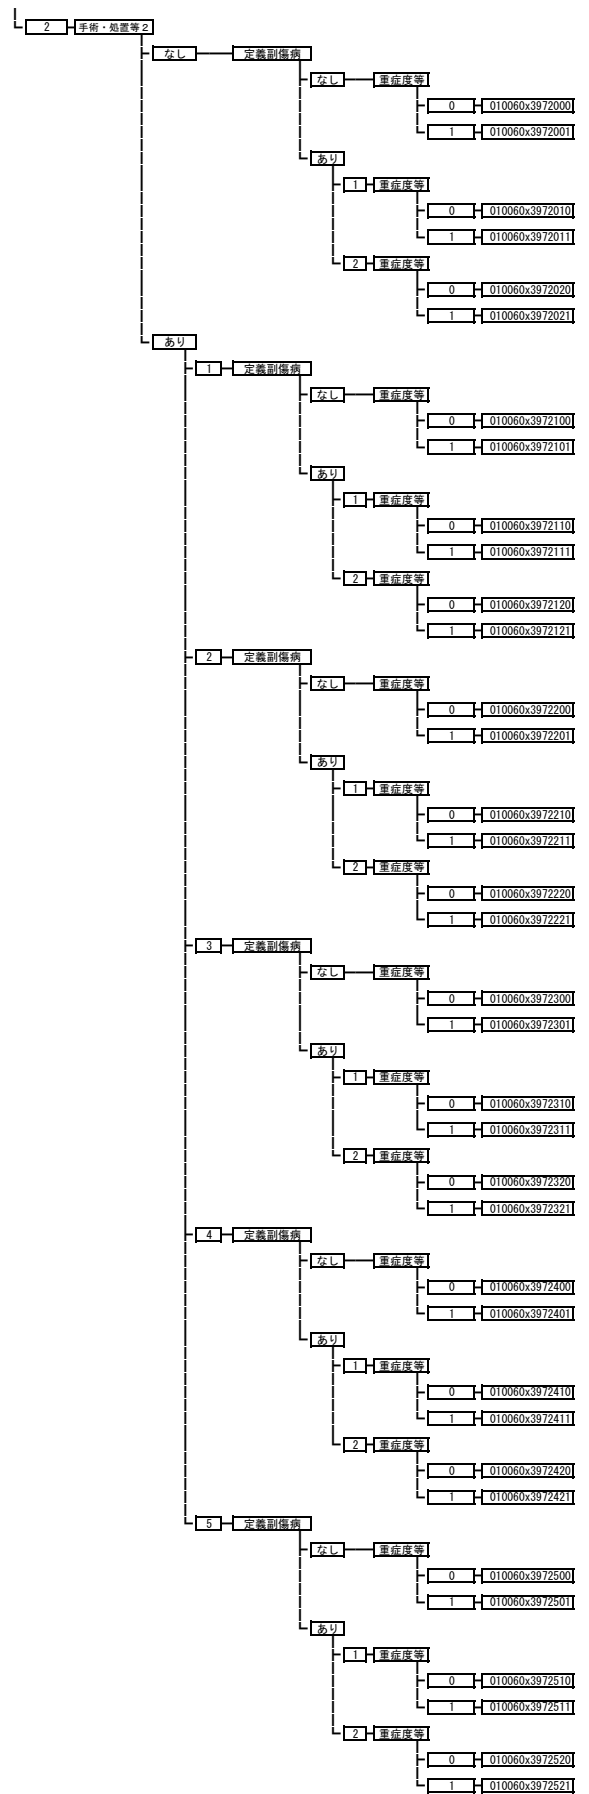 2 手術・処置等２
なし 定義副傷病
なし 重症度等
0 010060x3972000
1 010060x3972001
あり
1 重症度等
0 010060x3972010
1 010060x3972011
2 重症度等
0 010060x3972020
1 010060x3972021
あり
1 定義副傷病
なし 重症度等
0 010060x3972100
1 010060x3972101
あり
1 重症度等
0 010060x3972110
1 010060x3972111
2 重症度等
0 010060x3972120
1 010060x3972121
2 定義副傷病
なし 重症度等
0 010060x3972200
1 010060x3972201
あり
1 重症度等
0 010060x3972210
1 010060x3972211
2 重症度等
0 010060x3972220
1 010060x3972221
3 定義副傷病
なし 重症度等
0 010060x3972300
1 010060x3972301
あり
1 重症度等
0 010060x3972310
1 010060x3972311
2 重症度等
0 010060x3972320
1 010060x3972321
4 定義副傷病
なし 重症度等
0 010060x3972400
1 010060x3972401
あり
1 重症度等
0 010060x3972410
1 010060x3972411
2 重症度等
0 010060x3972420
1 010060x3972421
5 定義副傷病
なし 重症度等
0 010060x3972500
1 010060x3972501
あり
1 重症度等
0 010060x3972510
1 010060x3972511
2 重症度等
0 010060x3972520
1 010060x3972521